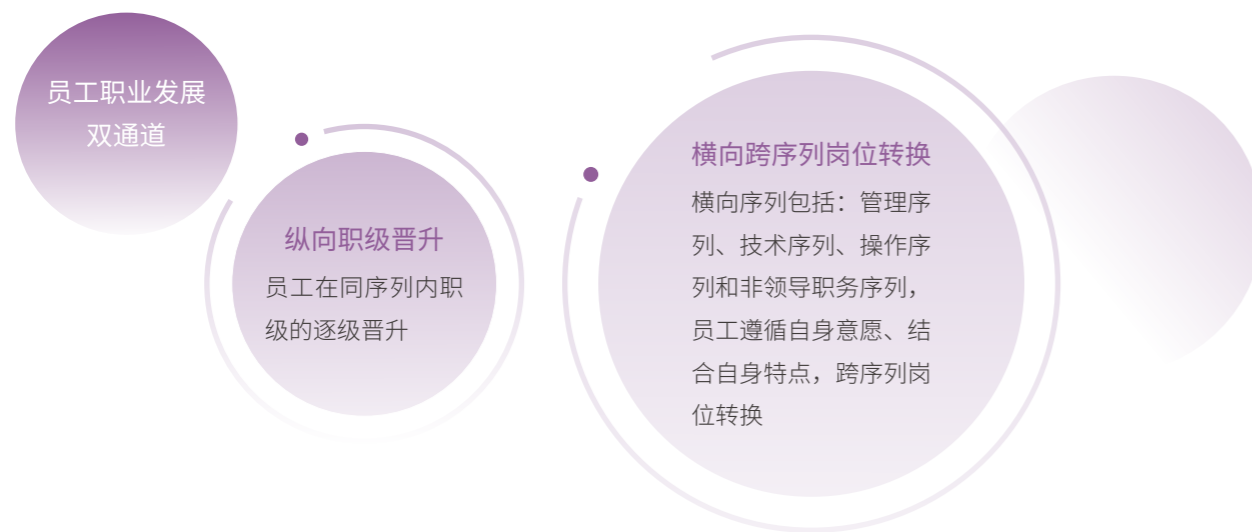 员工职业发展
双通道
纵向职级晋升
员工在同序列内职
级的逐级晋升
横向跨序列岗位转换
横向序列包括：管理序
列、技术序列、操作序
列和非领导职务序列，
员工遵循自身意愿、结
合自身特点，跨序列岗
位转换